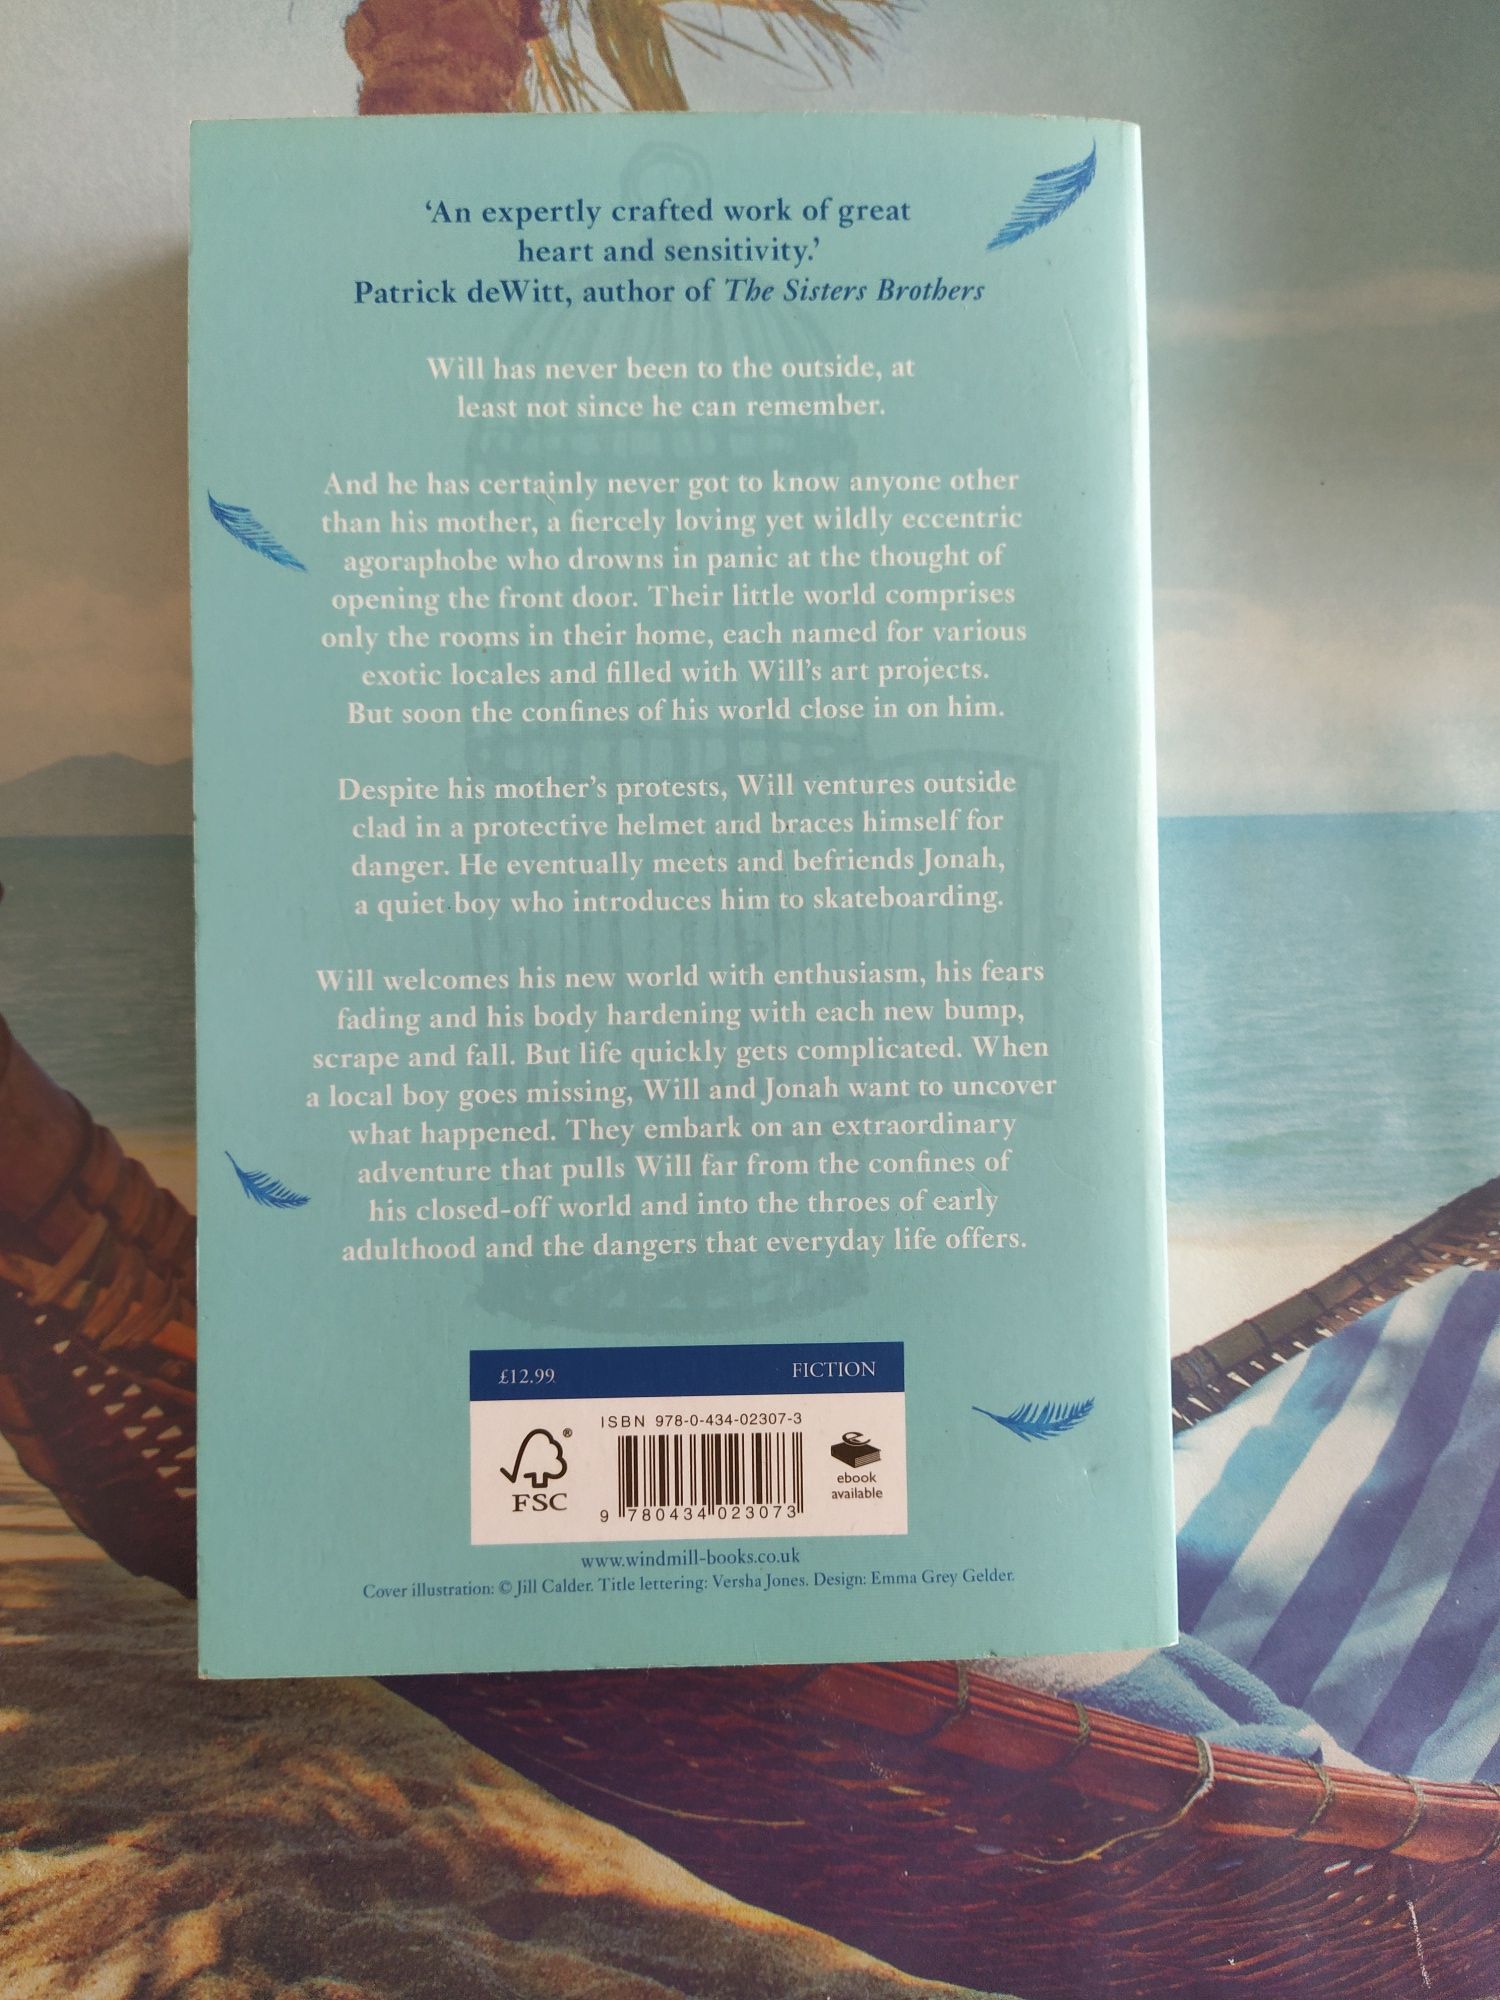 ‘An expertly crafted work of great
heart and sensitivity.’
Patrick deWitt, author of The Sisters Brothers
Will has never been to the outside, at
least not since he can remember.
And he has certainly never got to know anyone other
than his mother, a fiercely loving yet wildly eccentric
agoraphobe who drowns in panic at the thought of
opening the front door. Their little world comprises
only the rooms in their home, each named for various
exotic locales and filled with Will’s art projects.
But soon the confines of his world close in on him.
Despite his mother’s protests, Will ventures outside
clad in a protective helmet and braces himself for
danger. He eventually meets and befriends Jonah,
a quiet boy who introduces him to skateboarding.
Will welcomes his new world with enthusiasm, his fears
fading and his body hardening with each new bump,
scrape and fall. But life quickly gets complicated. When
a local boy goes missing, Will and Jonah want to uncover
what happened. They embark on an extraordinary
adventure that pulls Will far from the confines of
his closed-off world and into the throes of early
adulthood and the dangers that everyday life offers.
£12.99 FICTION
ISBN 978-0-434-02307-3
®
FSC
ebook
available
9 780434 023073
www.windmill-books.co.uk
Cover illustration: © Jill Calder. Title lettering: Versha Jones. Design: Emma Grey Gelder.